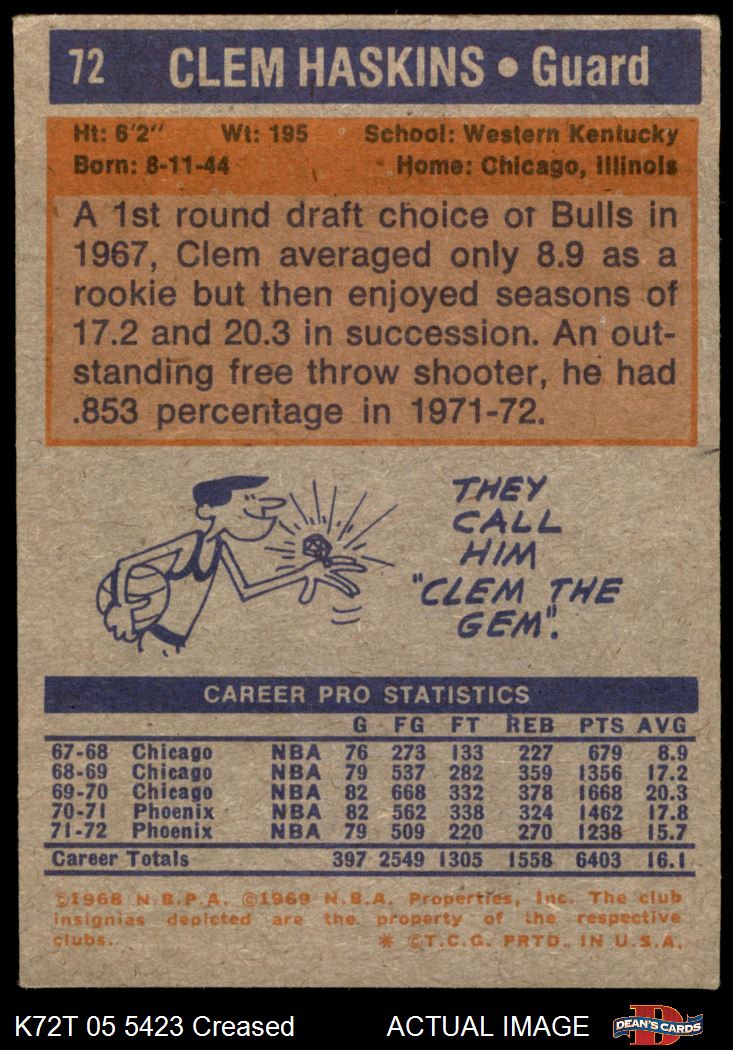 72 CLEM HASKINS • Guard
Ht: 6'2'' Wt: 195 School: Western Kentucky
Born: 8-11-44 Home: Chicago, Illinois
A 1st round draft choice of Bulls in
1967, Clem averaged only 8.9 as a
rookie but then enjoyed seasons of
17.2 and 20.3 in succession. An out-
standing free throw shooter, he had
.853 percentage in 1971-72.
THEY
CALL
HIM
"CLEM THE
GEM".
CAREER PRO STATISTICS
G FG FT REB PTS AVG
67-68 Chicago NBA 76 273 133 227 679 8.9
68-69 Chicago NBA 79 537 282 359 1356 17.2
69-70 Chicago NBA 82 668 332 378 1668 20.3
70-71 Phoenix NBA 82 562 338 324 1462 17.8
71-72 Phoenix NBA 79 509 220 270 1238 15.7
Career Totals 397 2549 1305 1558 6403 16.1
©1968 N.B.P.A. ©1969 N.B.A. Properties, Inc. The club
insignias depicted are the property of the respective
clubs. * ©T.C.G. PRTD. IN U.S.A.
K72T 05 5423 Creased ACTUAL IMAGE DEAN'S CARDS